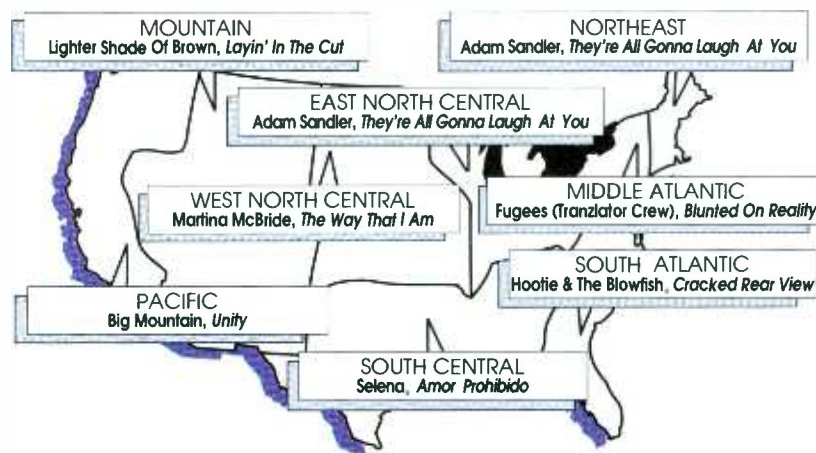 MOUNTAIN
Lighter Shade Of Brown, Layin' In The Cut
NORTHEAST
Adam Sandler, They're All Gonna Laugh At You
EAST NORTH CENTRAL
Adam Sandler, They're All Gonna Laugh At You
WEST NORTH CENTRAL
Martina McBride, The Way That I Am
MIDDLE ATLANTIC
Fugees (Tranzlator Crew), Blunted On Reality
SOUTH ATLANTIC
Hootie & The Blowfish, Cracked Rear View
PACIFIC
Big Mountain, Unity
SOUTH CENTRAL
Selena, Amor Prohibido